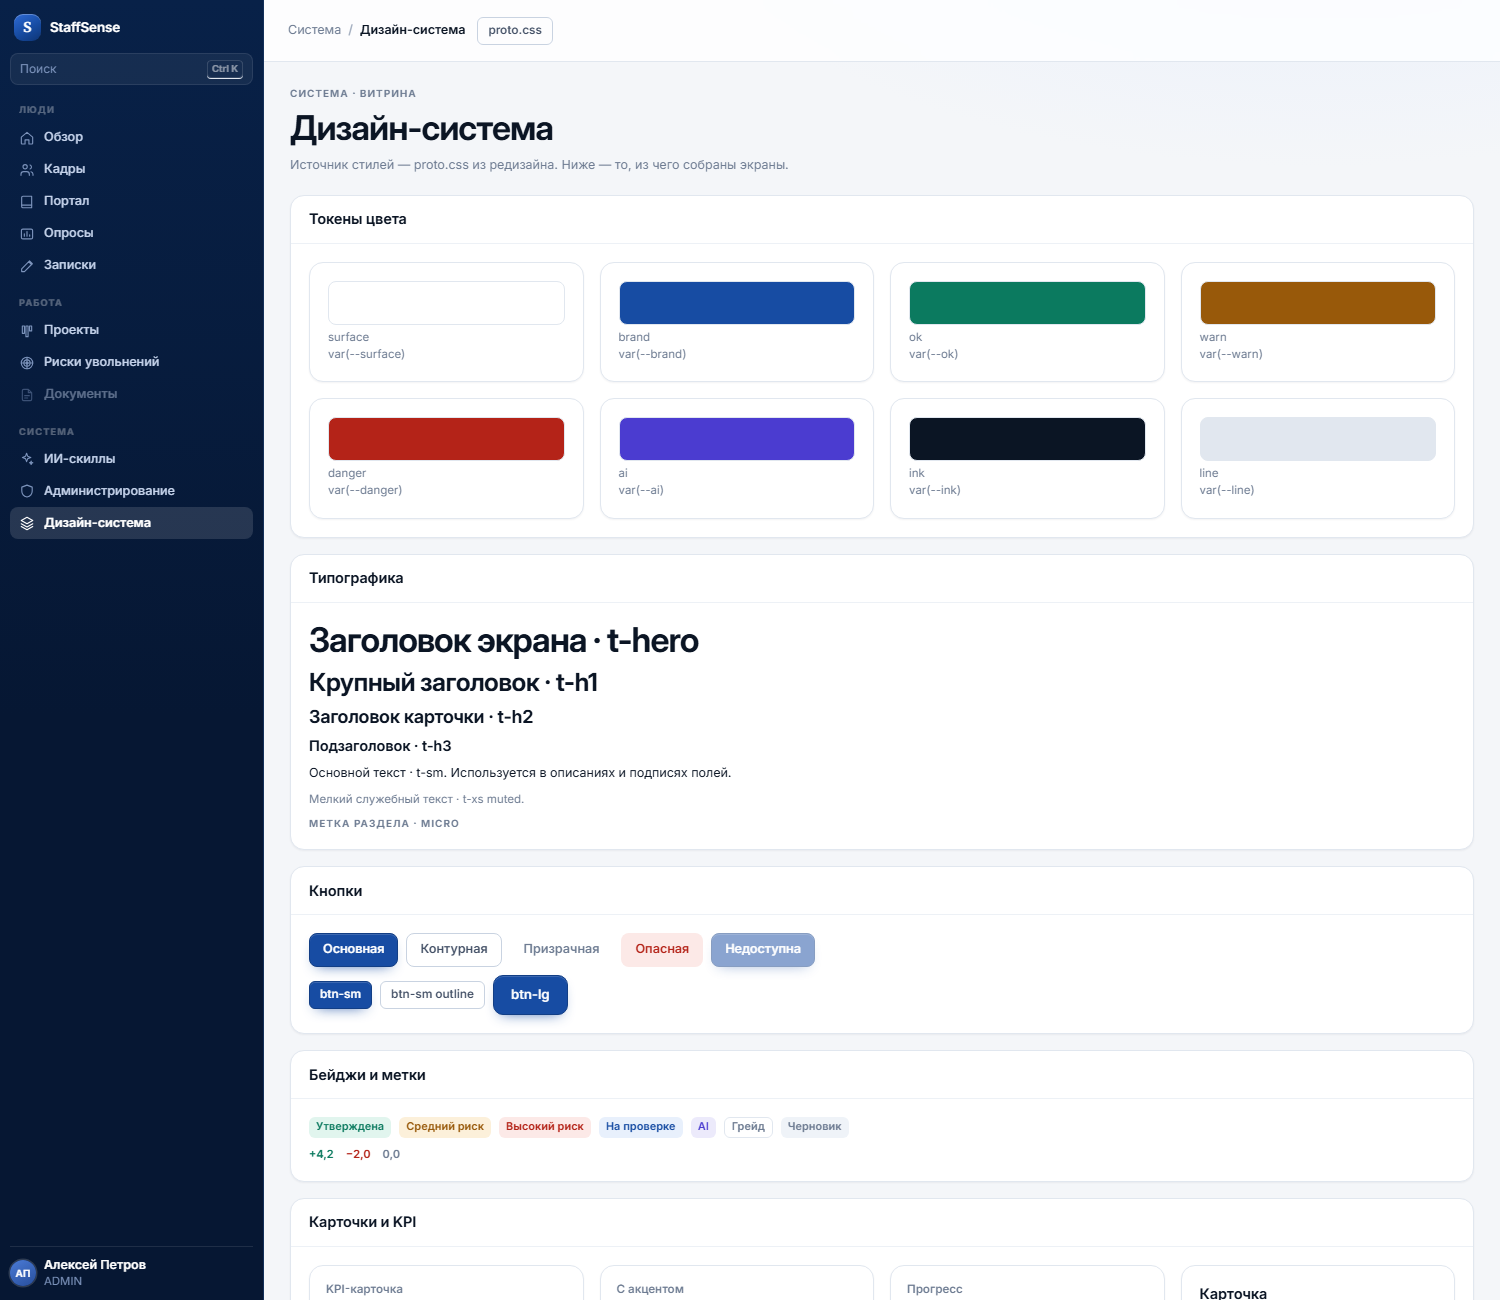 S StaffSense
Поиск Ctrl K
ЛЮДИ
Обзор
Кадры
Портал
Опросы
Записки
РАБОТА
Проекты
Риски увольнений
Документы
СИСТЕМА
ИИ-скиллы
Администрирование
Дизайн-система
АП Алексей Петров
ADMIN
Система / Дизайн-система proto.css
СИСТЕМА · ВИТРИНА
Дизайн-система
Источник стилей — proto.css из редизайна. Ниже — то, из чего собраны экраны.
Токены цвета
surface
var(--surface)
brand
var(--brand)
ok
var(--ok)
warn
var(--warn)
danger
var(--danger)
ai
var(--ai)
ink
var(--ink)
line
var(--line)
Типографика
Заголовок экрана · t-hero
Крупный заголовок · t-h1
Заголовок карточки · t-h2
Подзаголовок · t-h3
Основной текст · t-sm. Используется в описаниях и подписях полей.
Мелкий служебный текст · t-xs muted.
МЕТКА РАЗДЕЛА · MICRO
Кнопки
Основная Контурная Призрачная Опасная Недоступна
btn-sm btn-sm outline btn-lg
Бейджи и метки
Утверждена Средний риск Высокий риск На проверке AI Грейд Черновик
+4,2 −2,0 0,0
Карточки и KPI
KPI-карточка
С акцентом
Прогресс
Карточка